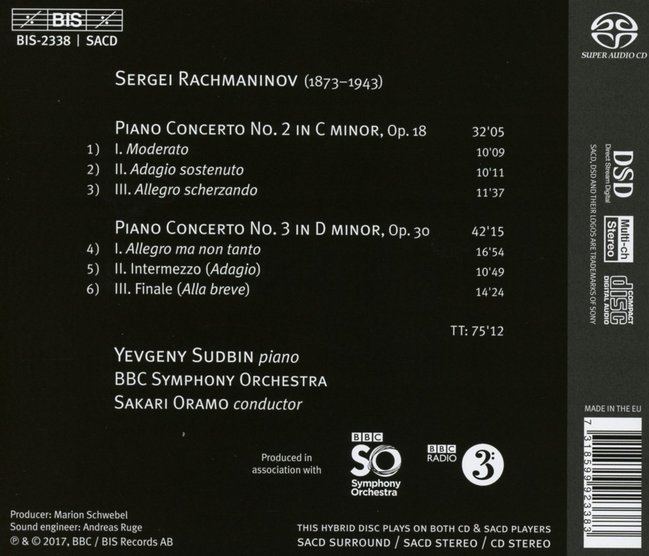 BIS
BIS-2338 | SACD
SUPER AUDIO CD
SERGEI RACHMANINOV (1873–1943)
PIANO CONCERTO NO. 2 IN C MINOR, Op. 18 32'05
1) I. Moderato 10'09
2) II. Adagio sostenuto 10'11
3) III. Allegro scherzando 11'37
PIANO CONCERTO NO. 3 IN D MINOR, Op. 30 42'15
4) I. Allegro ma non tanto 16'54
5) II. Intermezzo (Adagio) 10'49
6) III. Finale (Alla breve) 14'24
TT: 75'12
YEVGENY SUDBIN piano
BBC SYMPHONY ORCHESTRA
SAKARI ORAMO conductor
Produced in
association with
BBC
SO
Symphony
Orchestra
BBC
RADIO
3
Producer: Marion Schwebel
Sound engineer: Andreas Ruge
℗ & © 2017, BBC / BIS Records AB
THIS HYBRID DISC PLAYS ON BOTH CD & SACD PLAYERS
SACD SURROUND / SACD STEREO / CD STEREO
DSD
Direct Stream Digital
Multi-ch
Stereo
COMPACT
disc
DIGITAL AUDIO
SACD, DSD AND THEIR LOGOS ARE TRADEMARKS OF SONY
MADE IN THE EU
7 318599 923383